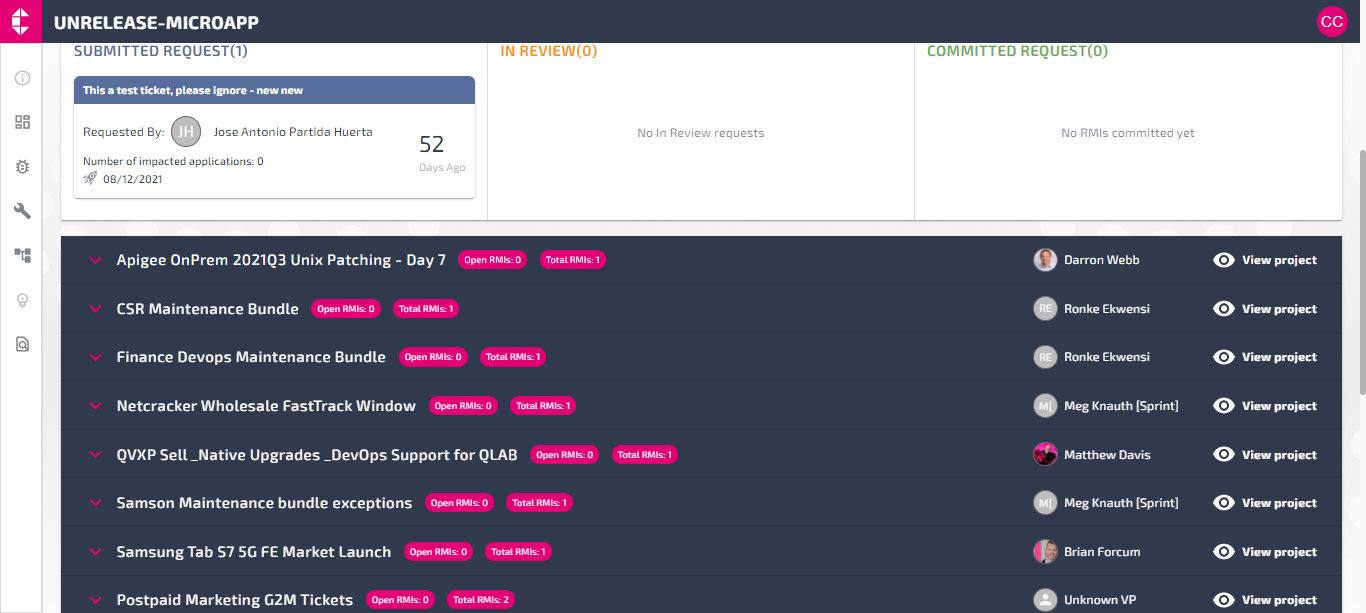 UNRELEASE-MICROAPP
CC
SUBMITTED REQUEST(1)
IN REVIEW(0)
COMMITTED REQUEST(0)
This a test ticket, please ignore - new new
Requested By: JH Jose Antonio Partida Huerta
52
Days Ago
Number of impacted applications: 0
08/12/2021
No In Review requests
No RMIs committed yet
Apigee OnPrem 2021Q3 Unix Patching - Day 7 Open RMIs: 0 Total RMIs: 1 Darron Webb View project
CSR Maintenance Bundle Open RMIs: 0 Total RMIs: 1 RE Ronke Ekwensi View project
Finance Devops Maintenance Bundle Open RMIs: 0 Total RMIs: 1 RE Ronke Ekwensi View project
Netcracker Wholesale FastTrack Window Open RMIs: 0 Total RMIs: 1 M[ Meg Knauth [Sprint] View project
QVXP Sell _Native Upgrades _DevOps Support for QLAB Open RMIs: 0 Total RMIs: 1 Matthew Davis View project
Samson Maintenance bundle exceptions Open RMIs: 0 Total RMIs: 1 M[ Meg Knauth [Sprint] View project
Samsung Tab S7 5G FE Market Launch Open RMIs: 0 Total RMIs: 1 Brian Forcum View project
Postpaid Marketing G2M Tickets Open RMIs: 0 Total RMIs: 2 Unknown VP View project